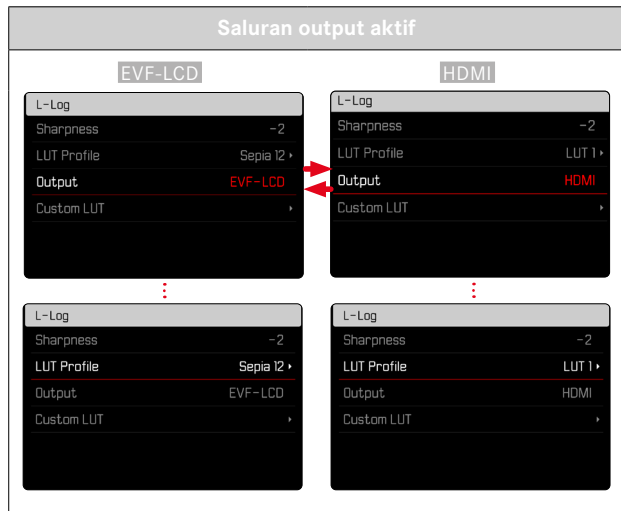 Saluran output aktif
EVF-LCD
L-Log
Sharpness -2
LUT Profile Sepia 12
Output EVF-LCD
Custom LUT
HDMI
L-Log
Sharpness -2
LUT Profile LUT 1
Output HDMI
Custom LUT
L-Log
Sharpness -2
LUT Profile Sepia 12
Output EVF-LCD
Custom LUT
L-Log
Sharpness -2
LUT Profile LUT 1
Output HDMI
Custom LUT